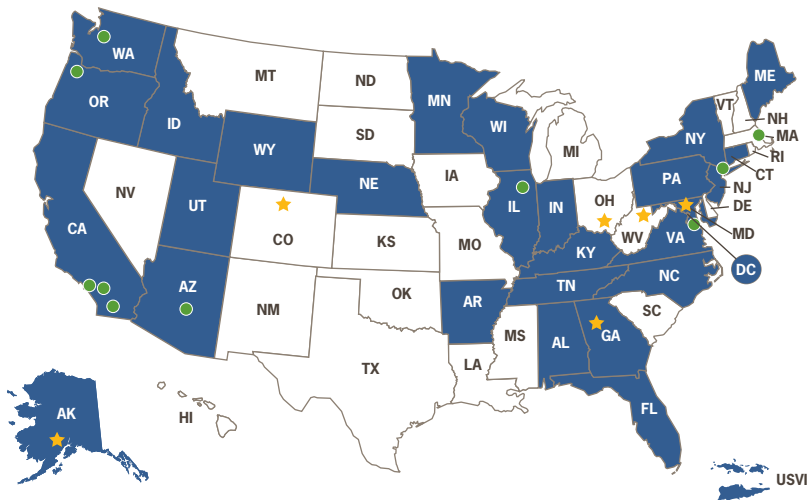 WA
MT
ND
MN
ME
VT
NH
MA
RI
CT
NJ
DE
MD
DC
OR
ID
WY
SD
WI
MI
NY
PA
NE
IA
IL
IN
OH
WV
VA
NV
UT
CO
KS
MO
KY
CA
AZ
NM
OK
AR
TN
NC
SC
TX
LA
MS
AL
GA
FL
AK
HI
USVI